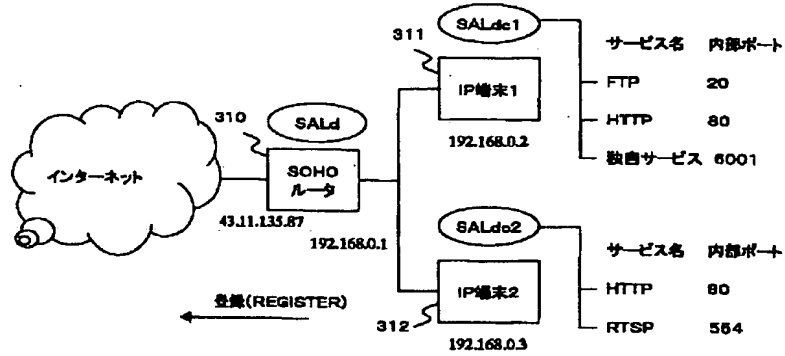 SALdc1
311
サービス名 内部ポート
IP端末1
FTP 20
310
SALd
HTTP 80
192.168.0.2
インターネット
SOHO
ルータ
独自サービス 6001
43.11.135.87
SALdc2
192.168.0.1
サービス名 内部ポート
IP端末2
HTTP 80
登録(REGISTER)
312
RTSP 554
192.168.0.3